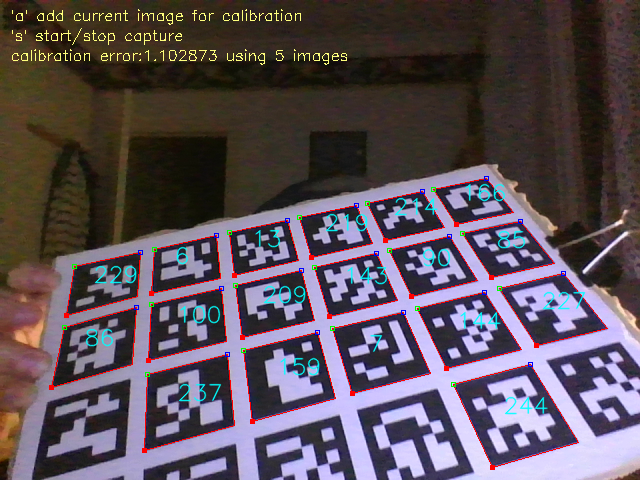 'a' add current image for calibration
's' start/stop capture
calibration error:1.102873 using 5 images
229 6 13 219 214 766
86 100 209 143 90 85
237 159 7 144 227
244